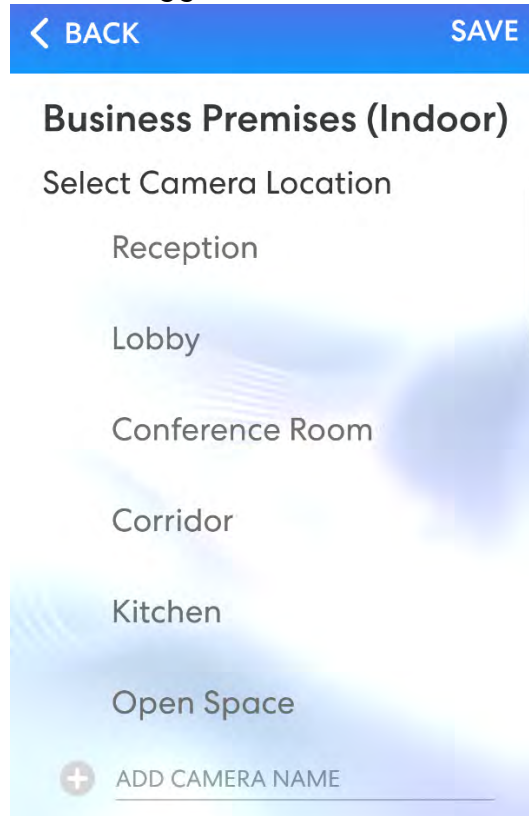 BACK SAVE
Business Premises (Indoor)
Select Camera Location
Reception
Lobby
Conference Room
Corridor
Kitchen
Open Space
ADD CAMERA NAME